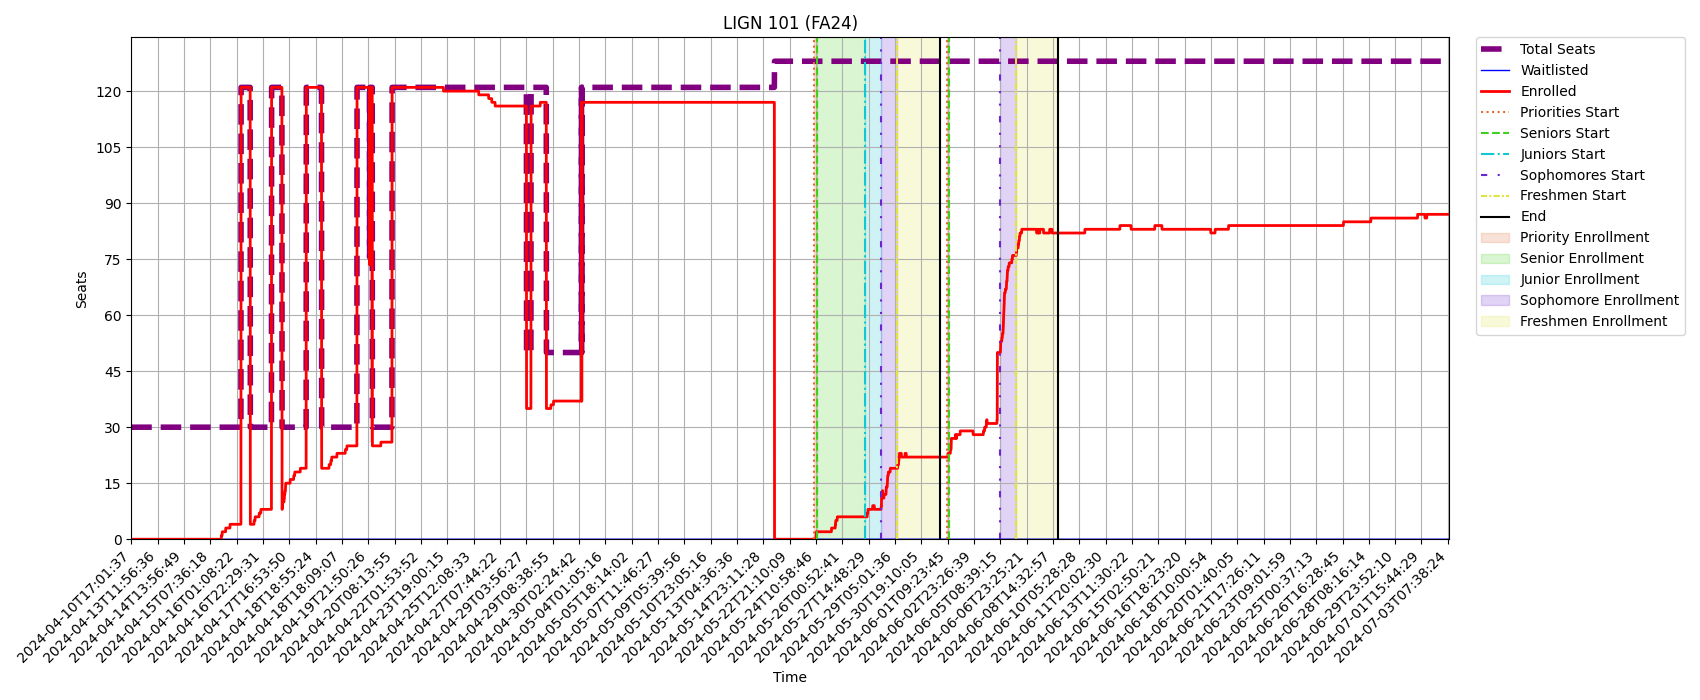 LIGN 101 (FA24)
Total Seats
Waitlisted
Enrolled
Priorities Start
Seniors Start
Juniors Start
Sophomores Start
Freshmen Start
End
Priority Enrollment
Senior Enrollment
Junior Enrollment
Sophomore Enrollment
Freshmen Enrollment
Seats
120
105
90
75
60
45
30
15
0
2024-04-10T17:01:37
2024-04-13T11:56:36
2024-04-14T13:56:49
2024-04-15T07:36:18
2024-04-16T01:08:22
2024-04-16T22:29:31
2024-04-17T16:53:50
2024-04-18T18:55:24
2024-04-18T18:09:07
2024-04-19T21:50:26
2024-04-20T08:13:55
2024-04-22T01:53:52
2024-04-23T19:00:15
2024-04-25T12:08:33
2024-04-27T07:44:22
2024-04-29T03:56:27
2024-04-29T08:38:55
2024-04-30T02:24:42
2024-05-04T01:05:16
2024-05-05T18:14:02
2024-05-07T11:46:27
2024-05-09T05:39:56
2024-05-10T23:05:16
2024-05-13T04:36:36
2024-05-14T23:11:28
2024-05-22T21:10:09
2024-05-24T10:58:46
2024-05-26T00:52:41
2024-05-27T14:48:29
2024-05-29T05:01:36
2024-05-30T19:10:05
2024-06-01T09:23:45
2024-06-02T23:26:39
2024-06-05T08:39:15
2024-06-06T23:25:21
2024-06-08T14:32:57
2024-06-10T05:28:28
2024-06-11T20:02:30
2024-06-13T11:30:22
2024-06-15T02:50:21
2024-06-16T18:23:20
2024-06-18T10:00:54
2024-06-20T01:40:05
2024-06-21T17:26:11
2024-06-23T09:01:59
2024-06-25T00:37:13
2024-06-26T16:28:45
2024-06-28T08:16:14
2024-06-29T23:52:10
2024-07-01T15:44:29
2024-07-03T07:38:24
Time